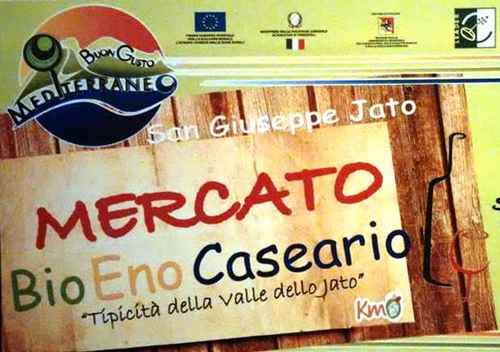 Buon Gusto
Mediterraneo
San Giuseppe Jato
MERCATO
Bio Eno Caseario
"Tipicità della Valle dello Jato"
Km0